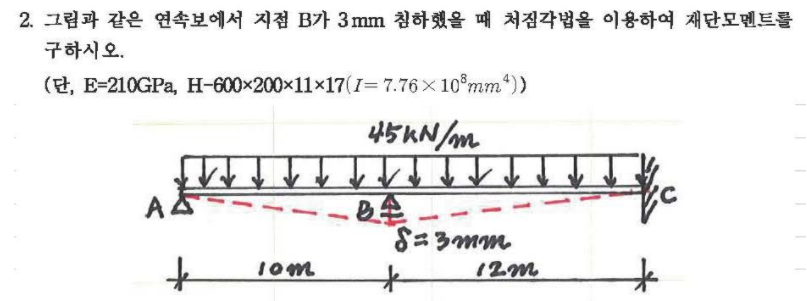 2. 그림과 같은 연속보에서 지점 B가 3mm 침하했을 때 처짐각법을 이용하여 재단모멘트를
구하시오.
(단, E=210GPa, H-600×200×11×17(I= 7.76×10⁸mm⁴))
45kN/m
A B C
δ=3mm
10m 12m